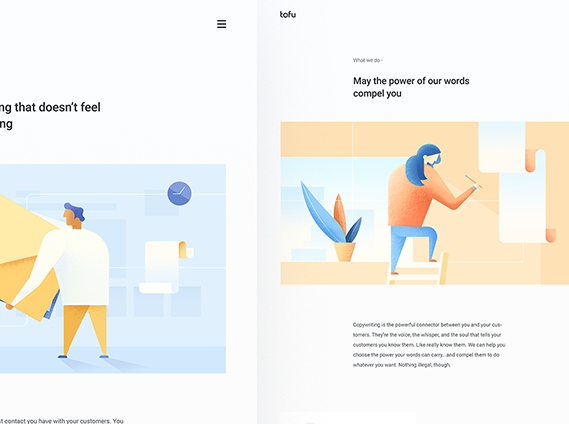 ng that doesn't feel
ng
t contact you have with your customers. You
tofu
What we do -
May the power of our words
compel you
Copywriting is the powerful connector between you and your cus-
tomers. They're the voice, the whisper, and the soul that tells your
customers you know them. Like really know them. We can help you
choose the power your words can carry...and compel them to do
whatever you want. Nothing illegal, though.